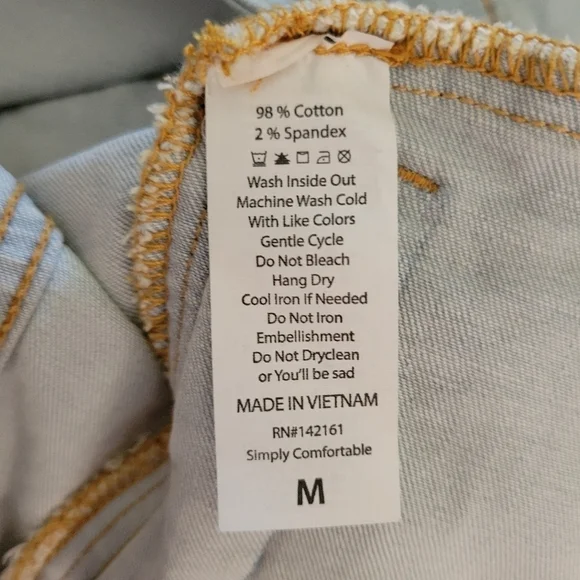 98 % Cotton
2 % Spandex
Wash Inside Out
Machine Wash Cold
With Like Colors
Gentle Cycle
Do Not Bleach
Hang Dry
Cool Iron If Needed
Do Not Iron
Embellishment
Do Not Dryclean
or You'll be sad
MADE IN VIETNAM
RN#142161
Simply Comfortable
M